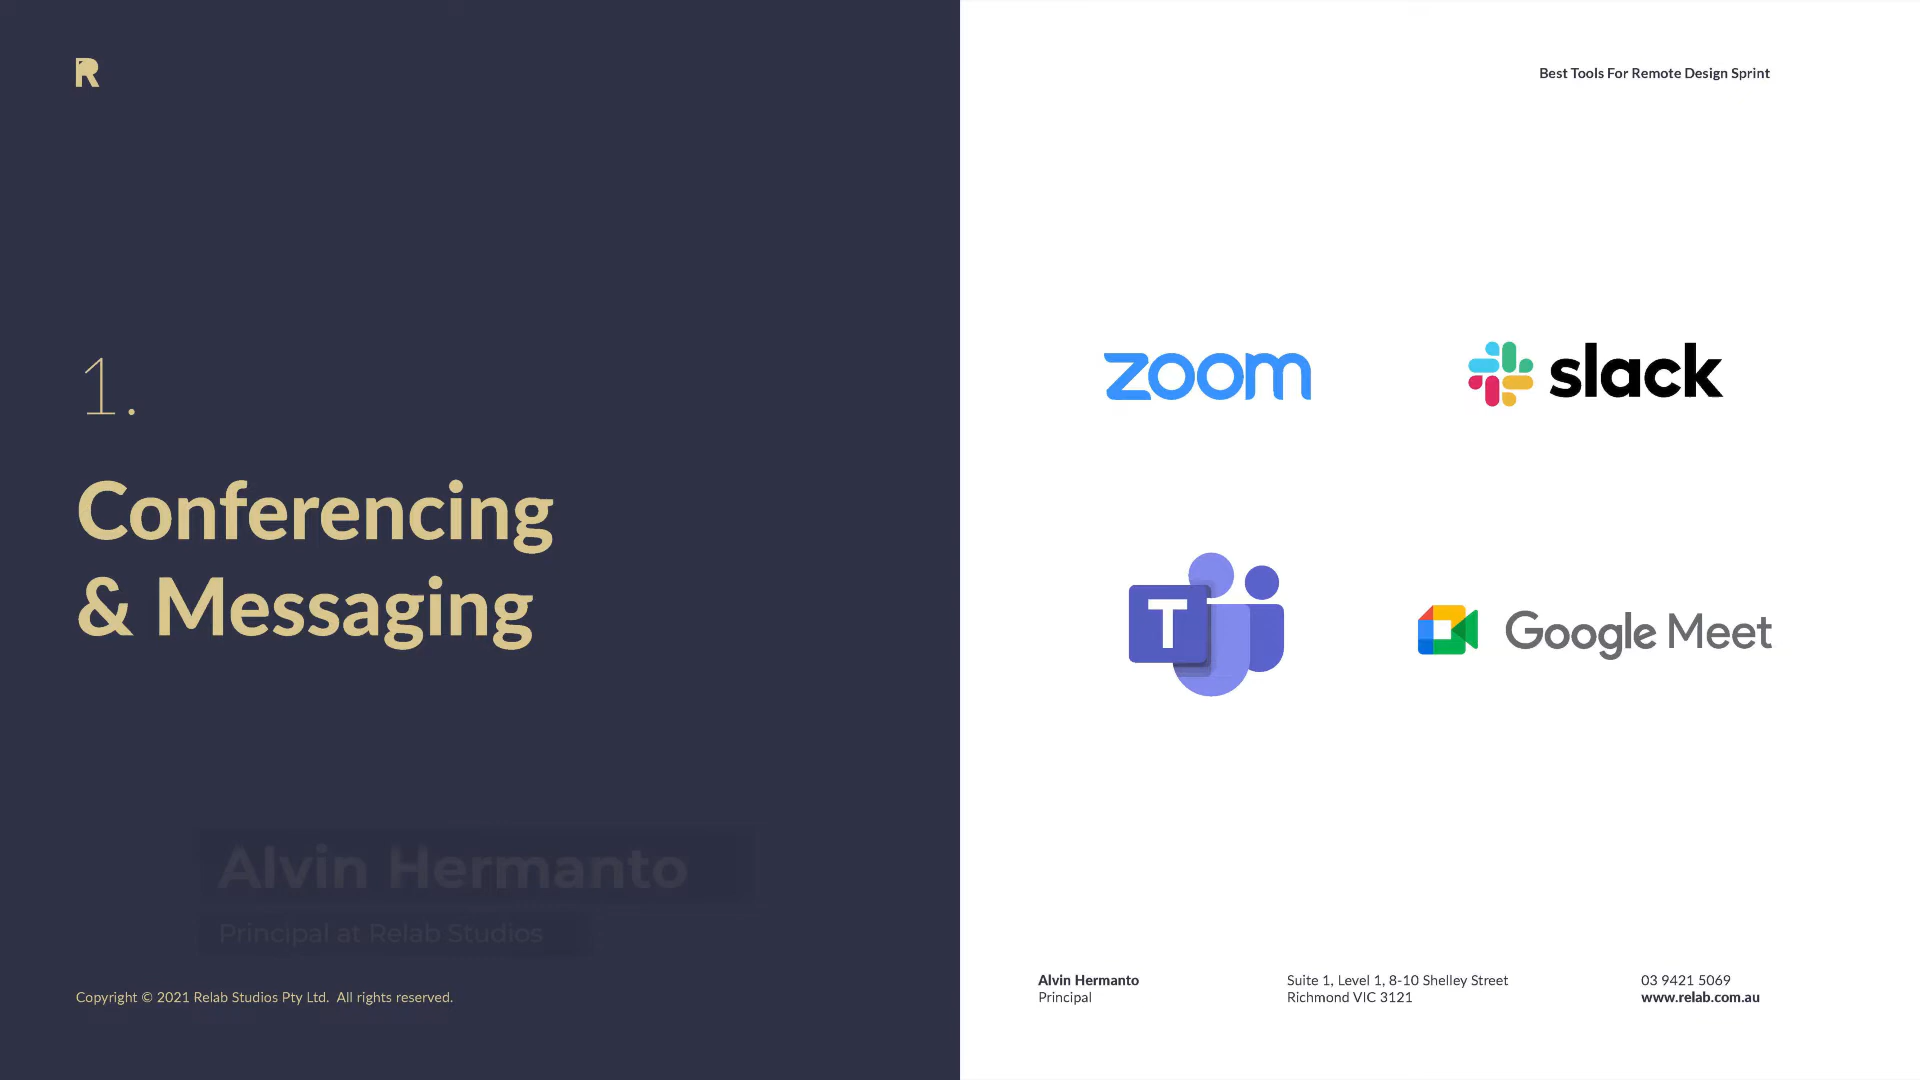 R
1.
Conferencing
& Messaging
Alvin Hermanto
Principal at Relab Studios
Copyright © 2021 Relab Studios Pty Ltd. All rights reserved.
Best Tools For Remote Design Sprint
zoom
slack
T
Google Meet
Alvin Hermanto
Principal
Suite 1, Level 1, 8-10 Shelley Street
Richmond VIC 3121
03 9421 5069
www.relab.com.au